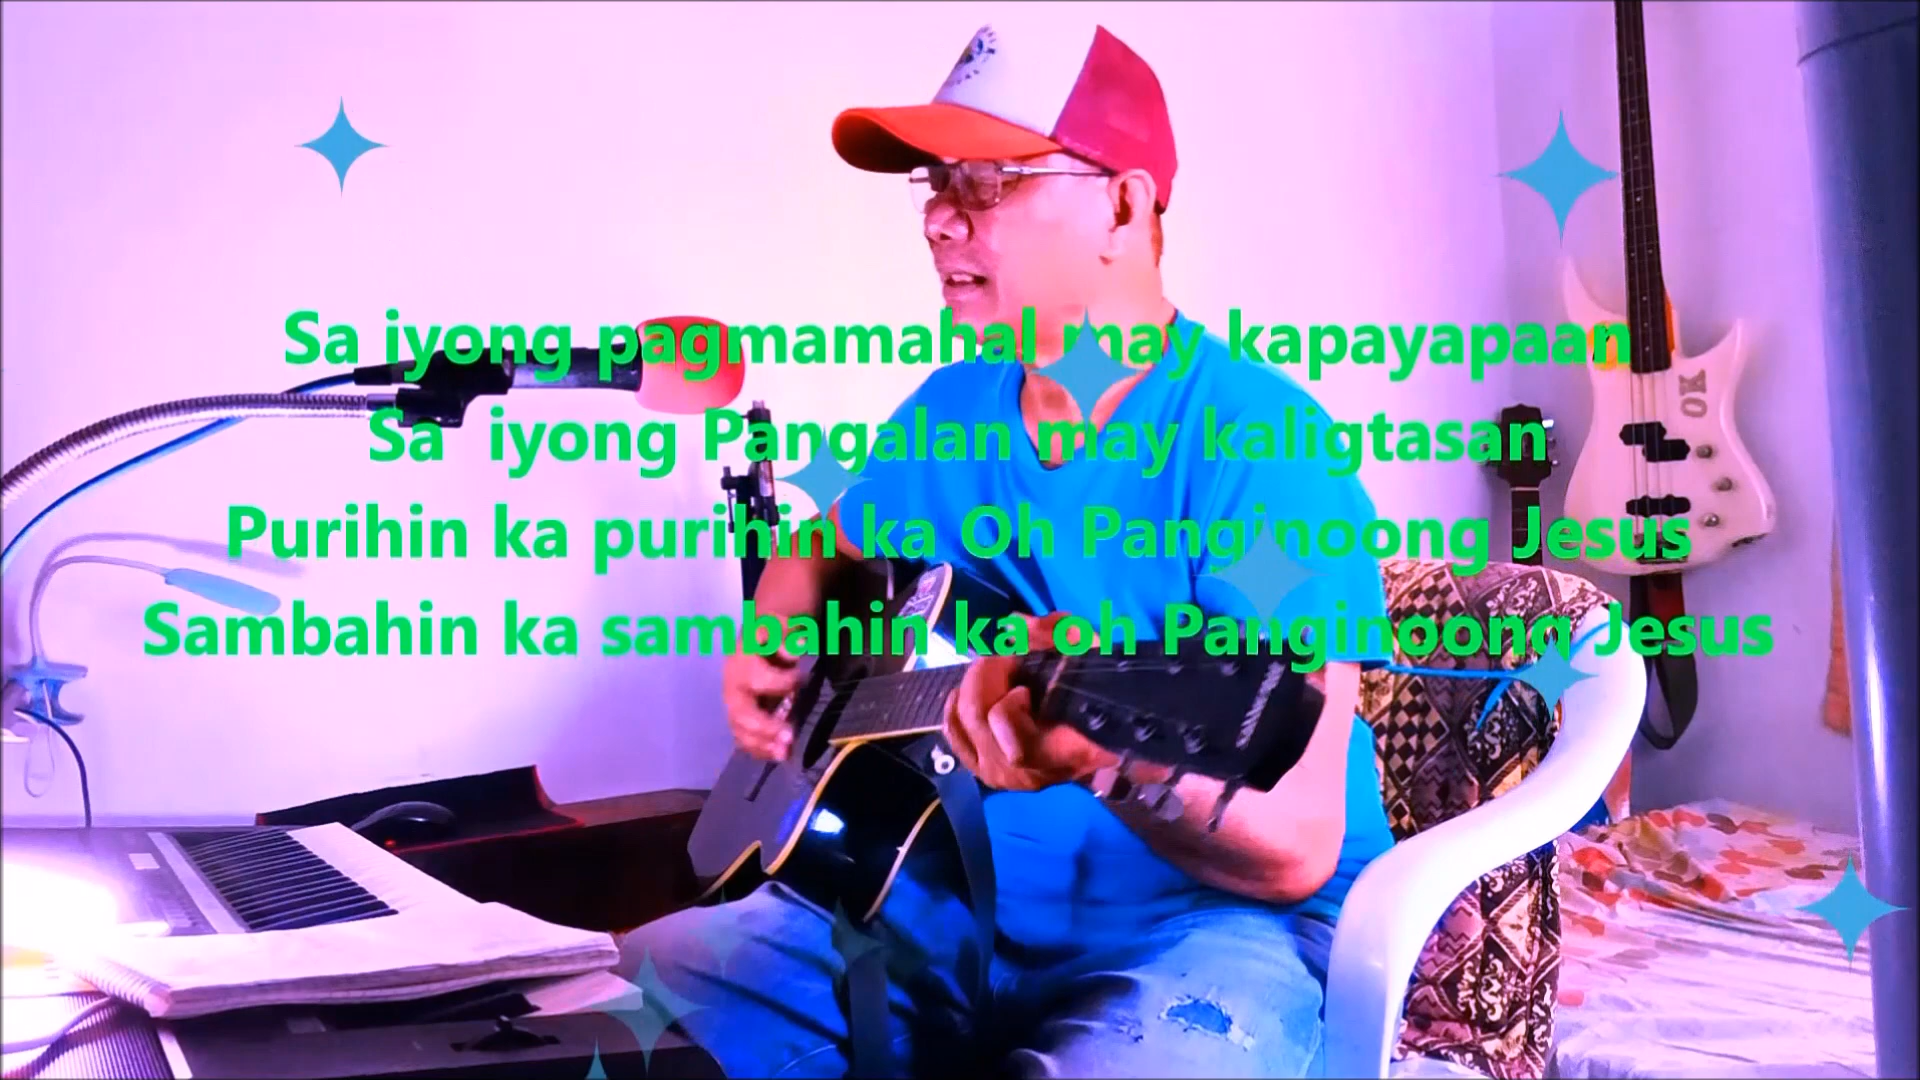 Sa iyong pagmamahal may kapayapaan
Sa iyong Pangalan may kaligtasan
Purihin ka purihin ka Oh Panginoong Jesus
Sambahin ka sambahin ka oh Panginoong Jesus
OK